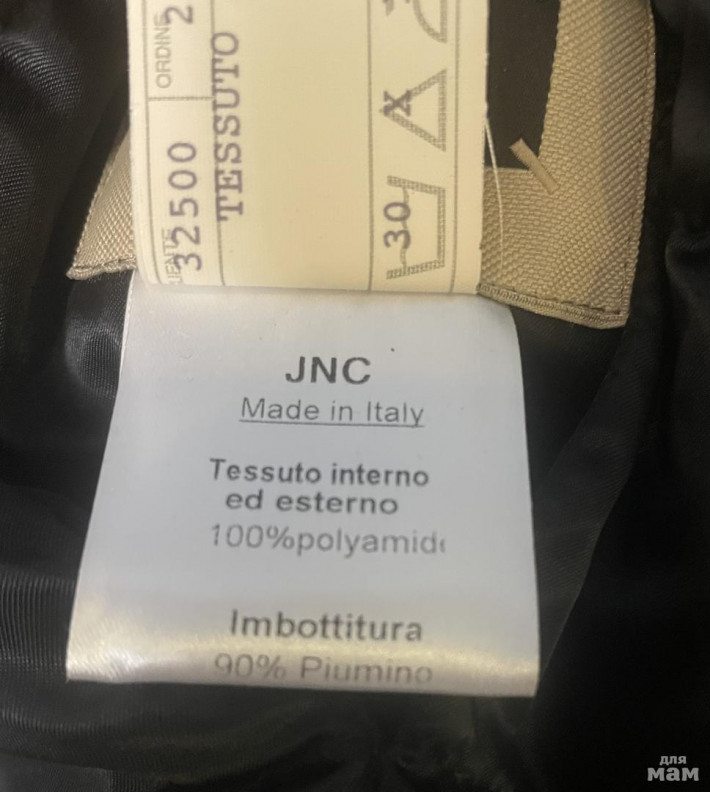 ORDINE 2
32500
TESSUTO
30
X
JNC
Made in Italy
Tessuto interno
ed esterno
100%polyamid
Imbottitura
90% Piumino
для
мам